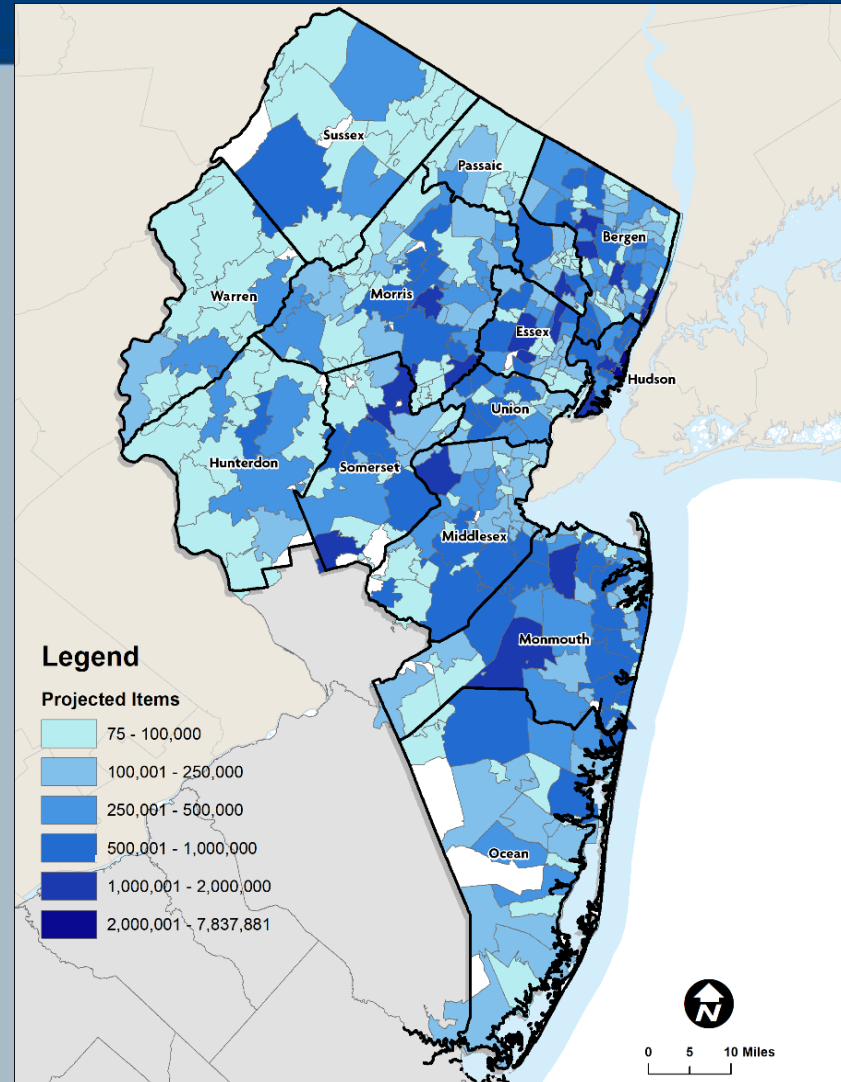 Sussex
Passaic
Bergen
Warren
Morris
Essex
Hudson
Union
Hunterdon
Somerset
Middlesex
Monmouth
Ocean
Legend
Projected Items
75 - 100,000
100,001 - 250,000
250,001 - 500,000
500,001 - 1,000,000
1,000,001 - 2,000,000
2,000,001 - 7,837,881
N
0 5 10 Miles